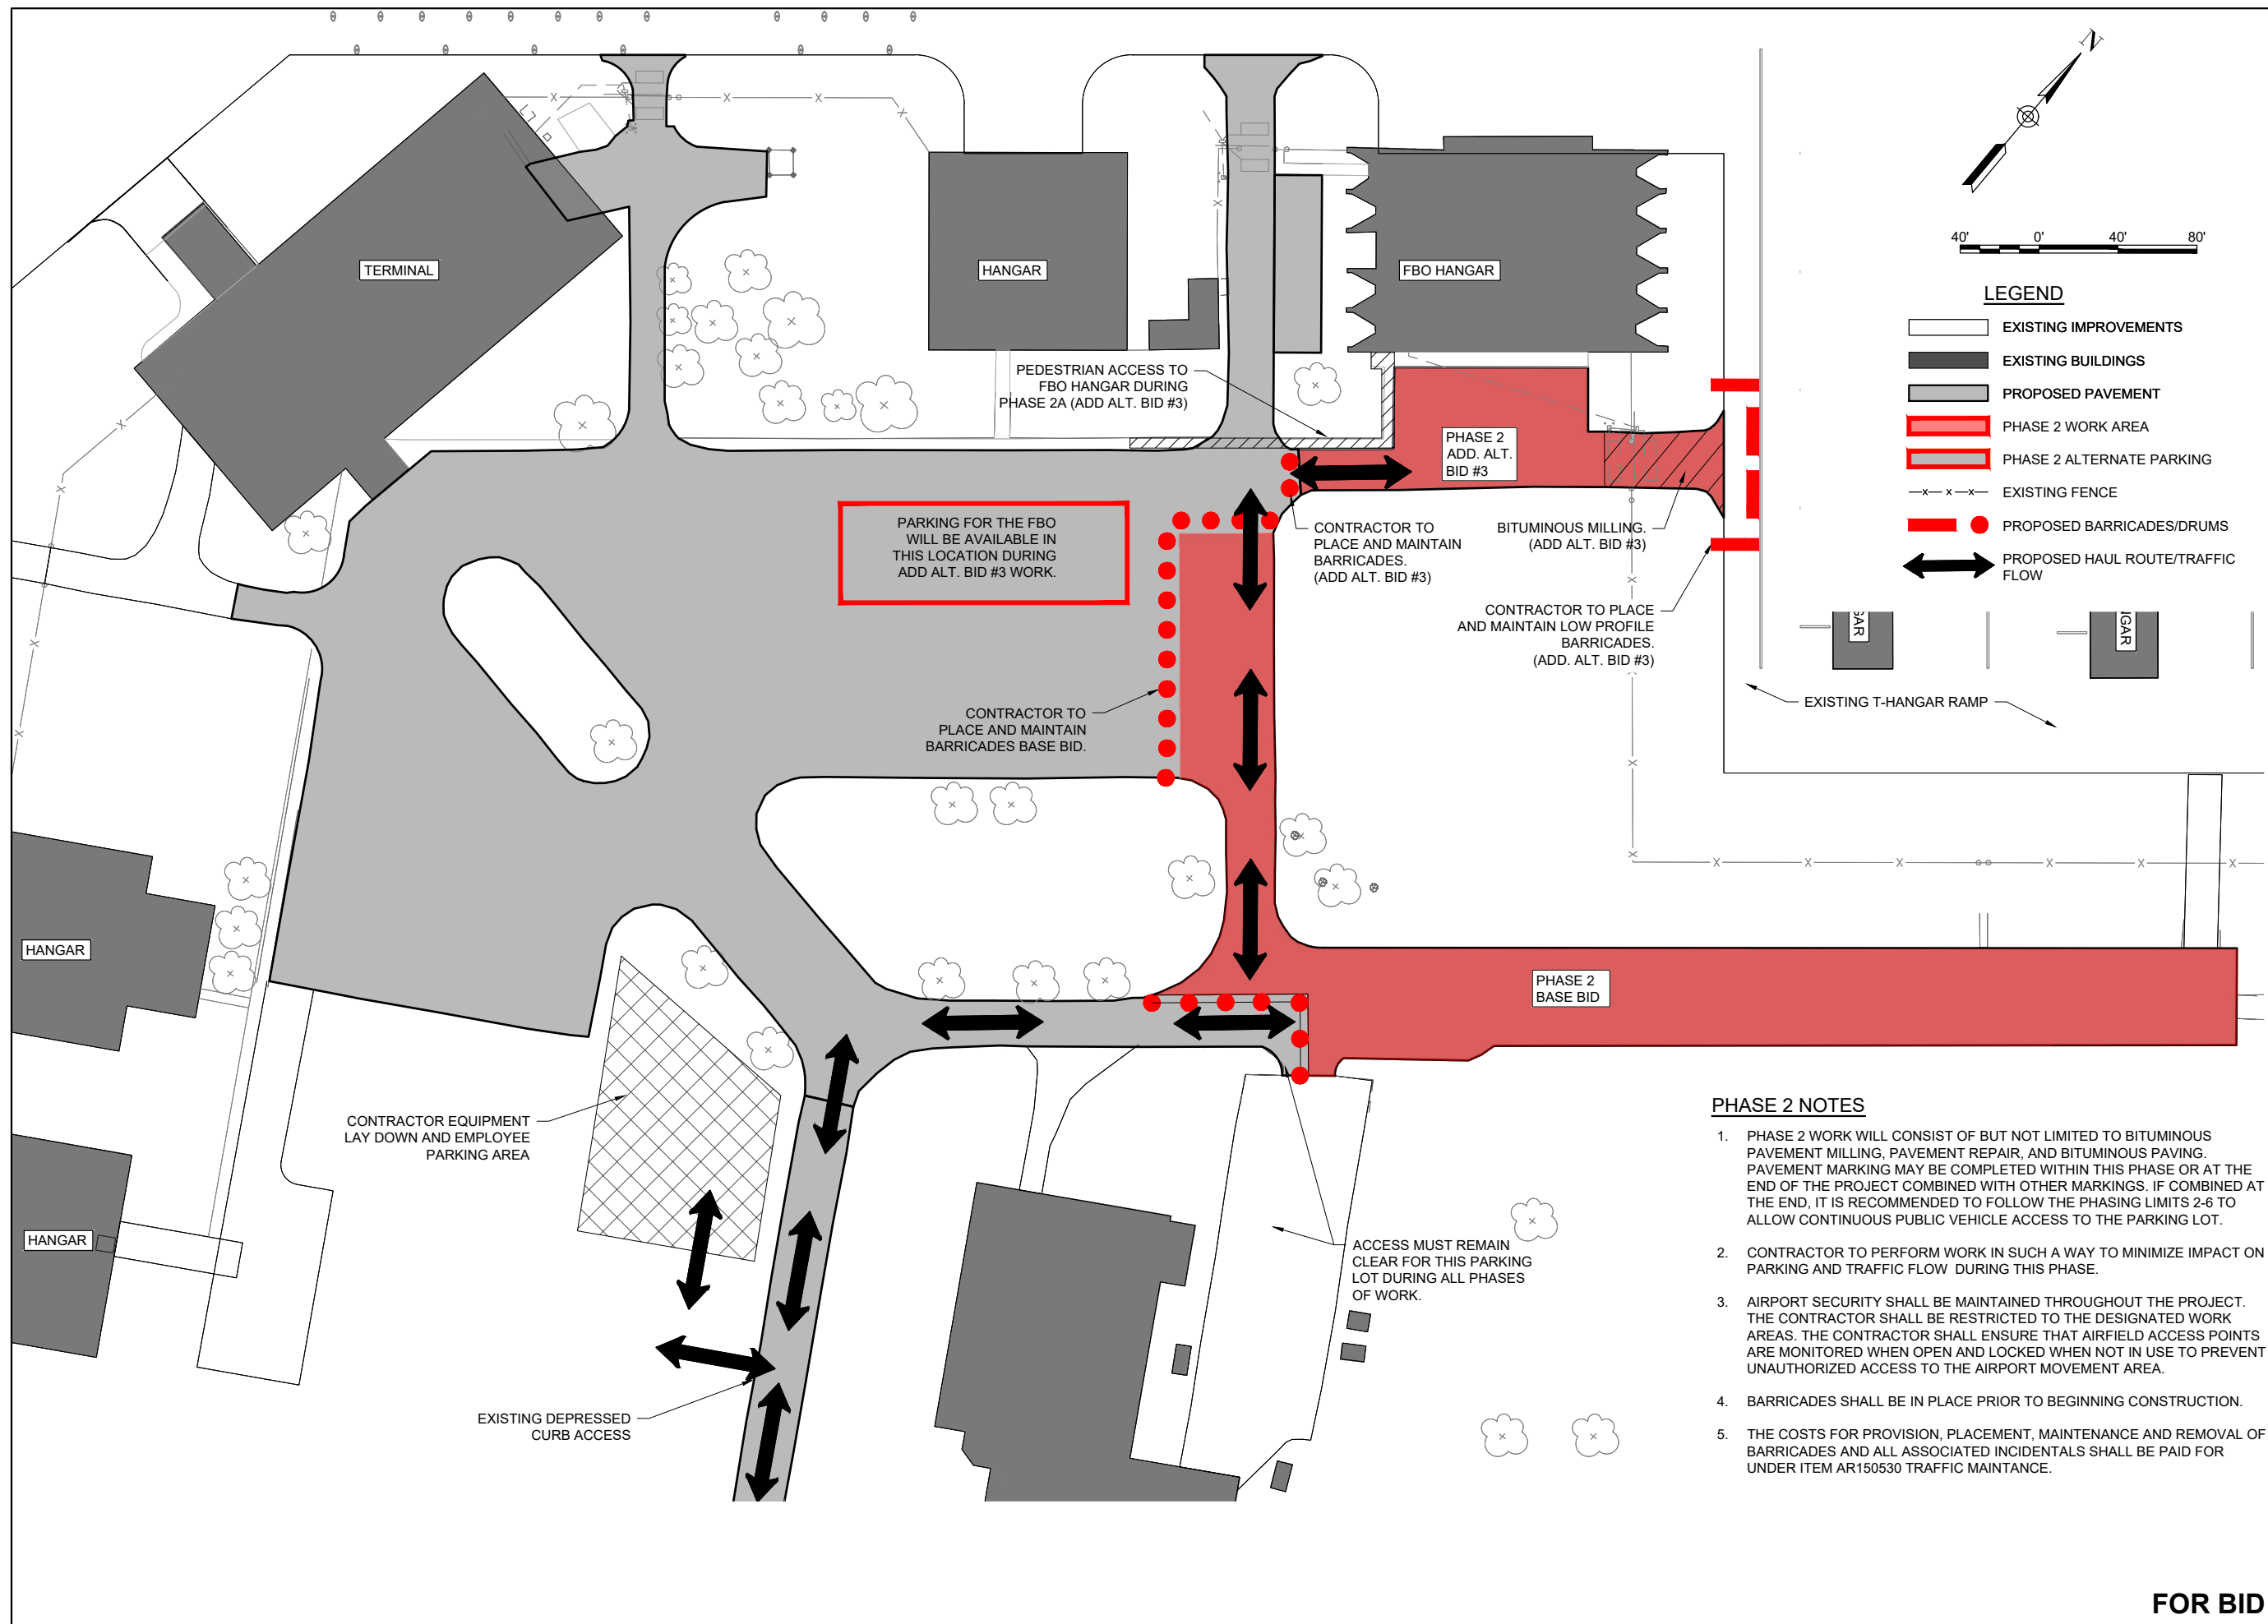 N
TERMINAL
HANGAR
FBO HANGAR
40' 0' 40' 80'
LEGEND
EXISTING IMPROVEMENTS
EXISTING BUILDINGS
PROPOSED PAVEMENT
PHASE 2 WORK AREA
PHASE 2 ALTERNATE PARKING
EXISTING FENCE
PROPOSED BARRICADES/DRUMS
PROPOSED HAUL ROUTE/TRAFFIC
FLOW
PEDESTRIAN ACCESS TO
FBO HANGAR DURING
PHASE 2A (ADD ALT. BID #3)
PHASE 2
ADD. ALT.
BID #3
PARKING FOR THE FBO
WILL BE AVAILABLE IN
THIS LOCATION DURING
ADD ALT. BID #3 WORK.
CONTRACTOR TO
PLACE AND MAINTAIN
BARRICADES.
(ADD ALT. BID #3)
BITUMINOUS MILLING.
(ADD ALT. BID #3)
CONTRACTOR TO PLACE
AND MAINTAIN LOW PROFILE
BARRICADES.
(ADD. ALT. BID #3)
GAR
NGAR
EXISTING T-HANGAR RAMP
CONTRACTOR TO
PLACE AND MAINTAIN
BARRICADES BASE BID.
HANGAR
PHASE 2
BASE BID
CONTRACTOR EQUIPMENT
LAY DOWN AND EMPLOYEE
PARKING AREA
HANGAR
ACCESS MUST REMAIN
CLEAR FOR THIS PARKING
LOT DURING ALL PHASES
OF WORK.
EXISTING DEPRESSED
CURB ACCESS
PHASE 2 NOTES
1. PHASE 2 WORK WILL CONSIST OF BUT NOT LIMITED TO BITUMINOUS
PAVEMENT MILLING, PAVEMENT REPAIR, AND BITUMINOUS PAVING.
PAVEMENT MARKING MAY BE COMPLETED WITHIN THIS PHASE OR AT THE
END OF THE PROJECT COMBINED WITH OTHER MARKINGS. IF COMBINED AT
THE END, IT IS RECOMMENDED TO FOLLOW THE PHASING LIMITS 2-6 TO
ALLOW CONTINUOUS PUBLIC VEHICLE ACCESS TO THE PARKING LOT.
2. CONTRACTOR TO PERFORM WORK IN SUCH A WAY TO MINIMIZE IMPACT ON
PARKING AND TRAFFIC FLOW DURING THIS PHASE.
3. AIRPORT SECURITY SHALL BE MAINTAINED THROUGHOUT THE PROJECT.
THE CONTRACTOR SHALL BE RESTRICTED TO THE DESIGNATED WORK
AREAS. THE CONTRACTOR SHALL ENSURE THAT AIRFIELD ACCESS POINTS
ARE MONITORED WHEN OPEN AND LOCKED WHEN NOT IN USE TO PREVENT
UNAUTHORIZED ACCESS TO THE AIRPORT MOVEMENT AREA.
4. BARRICADES SHALL BE IN PLACE PRIOR TO BEGINNING CONSTRUCTION.
5. THE COSTS FOR PROVISION, PLACEMENT, MAINTENANCE AND REMOVAL OF
BARRICADES AND ALL ASSOCIATED INCIDENTALS SHALL BE PAID FOR
UNDER ITEM AR150530 TRAFFIC MAINTANCE.
FOR BID